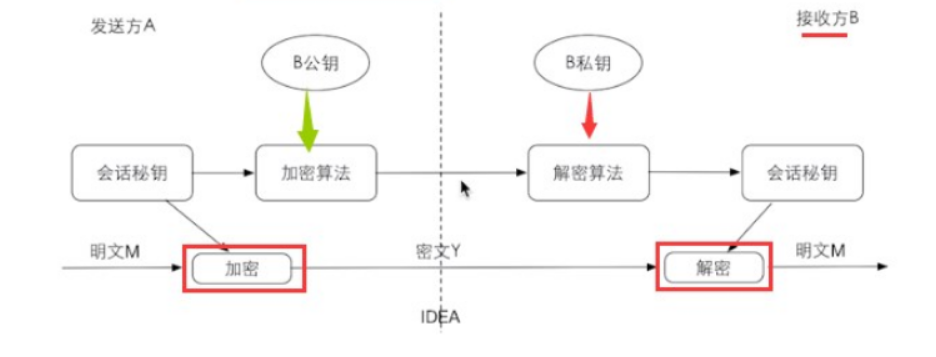 发送方A
接收方B
B公钥
B私钥
会话秘钥
加密算法
解密算法
会话秘钥
明文M
加密
密文Y
解密
明文M
IDEA